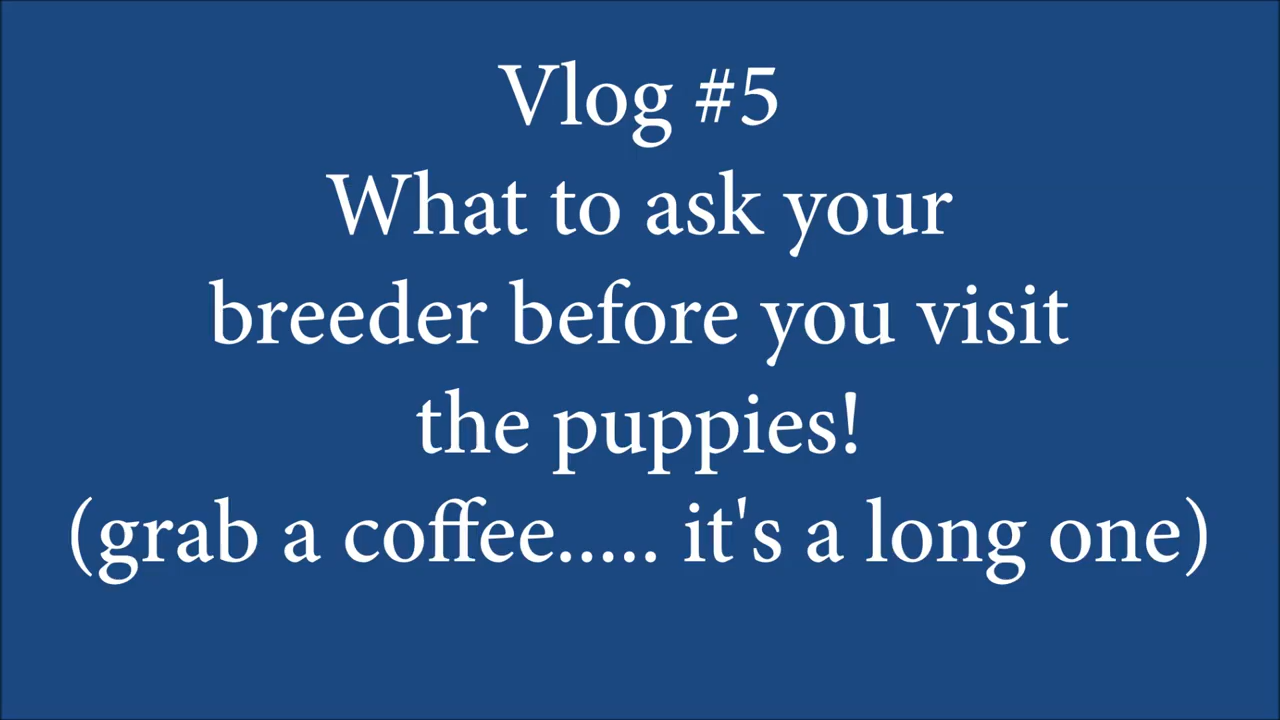 Vlog #5
What to ask your
breeder before you visit
the puppies!
(grab a coffee..... it's a long one)